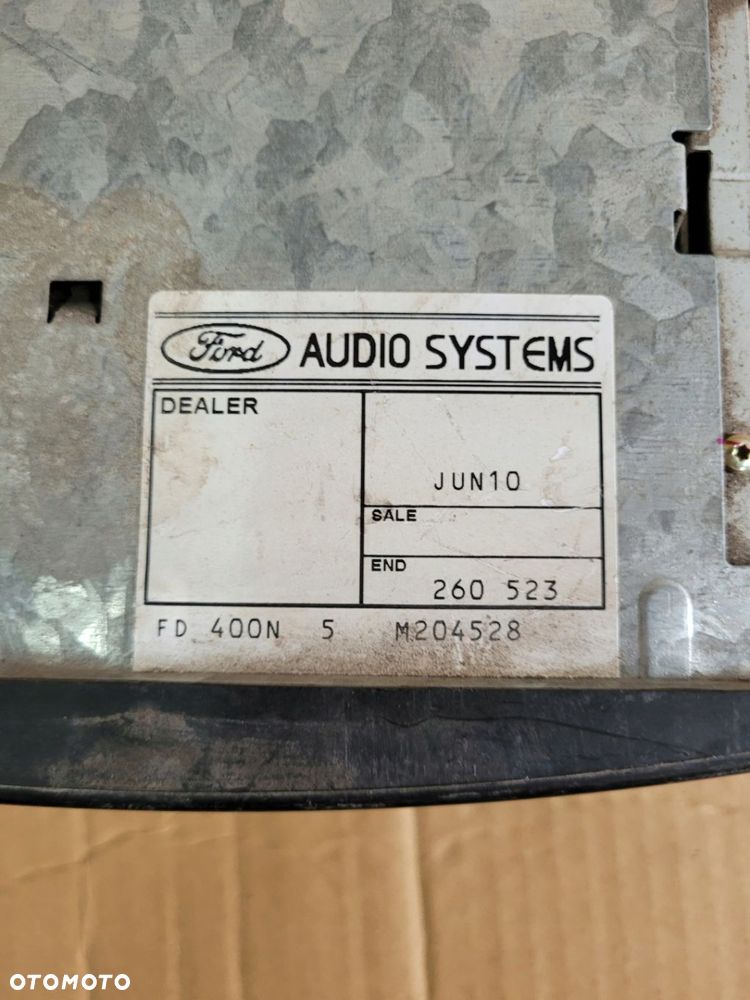 Ford AUDIO SYSTEMS
DEALER
JUN10
SALE
END
260 523
FD 400N 5 M204528
OTOMOTO